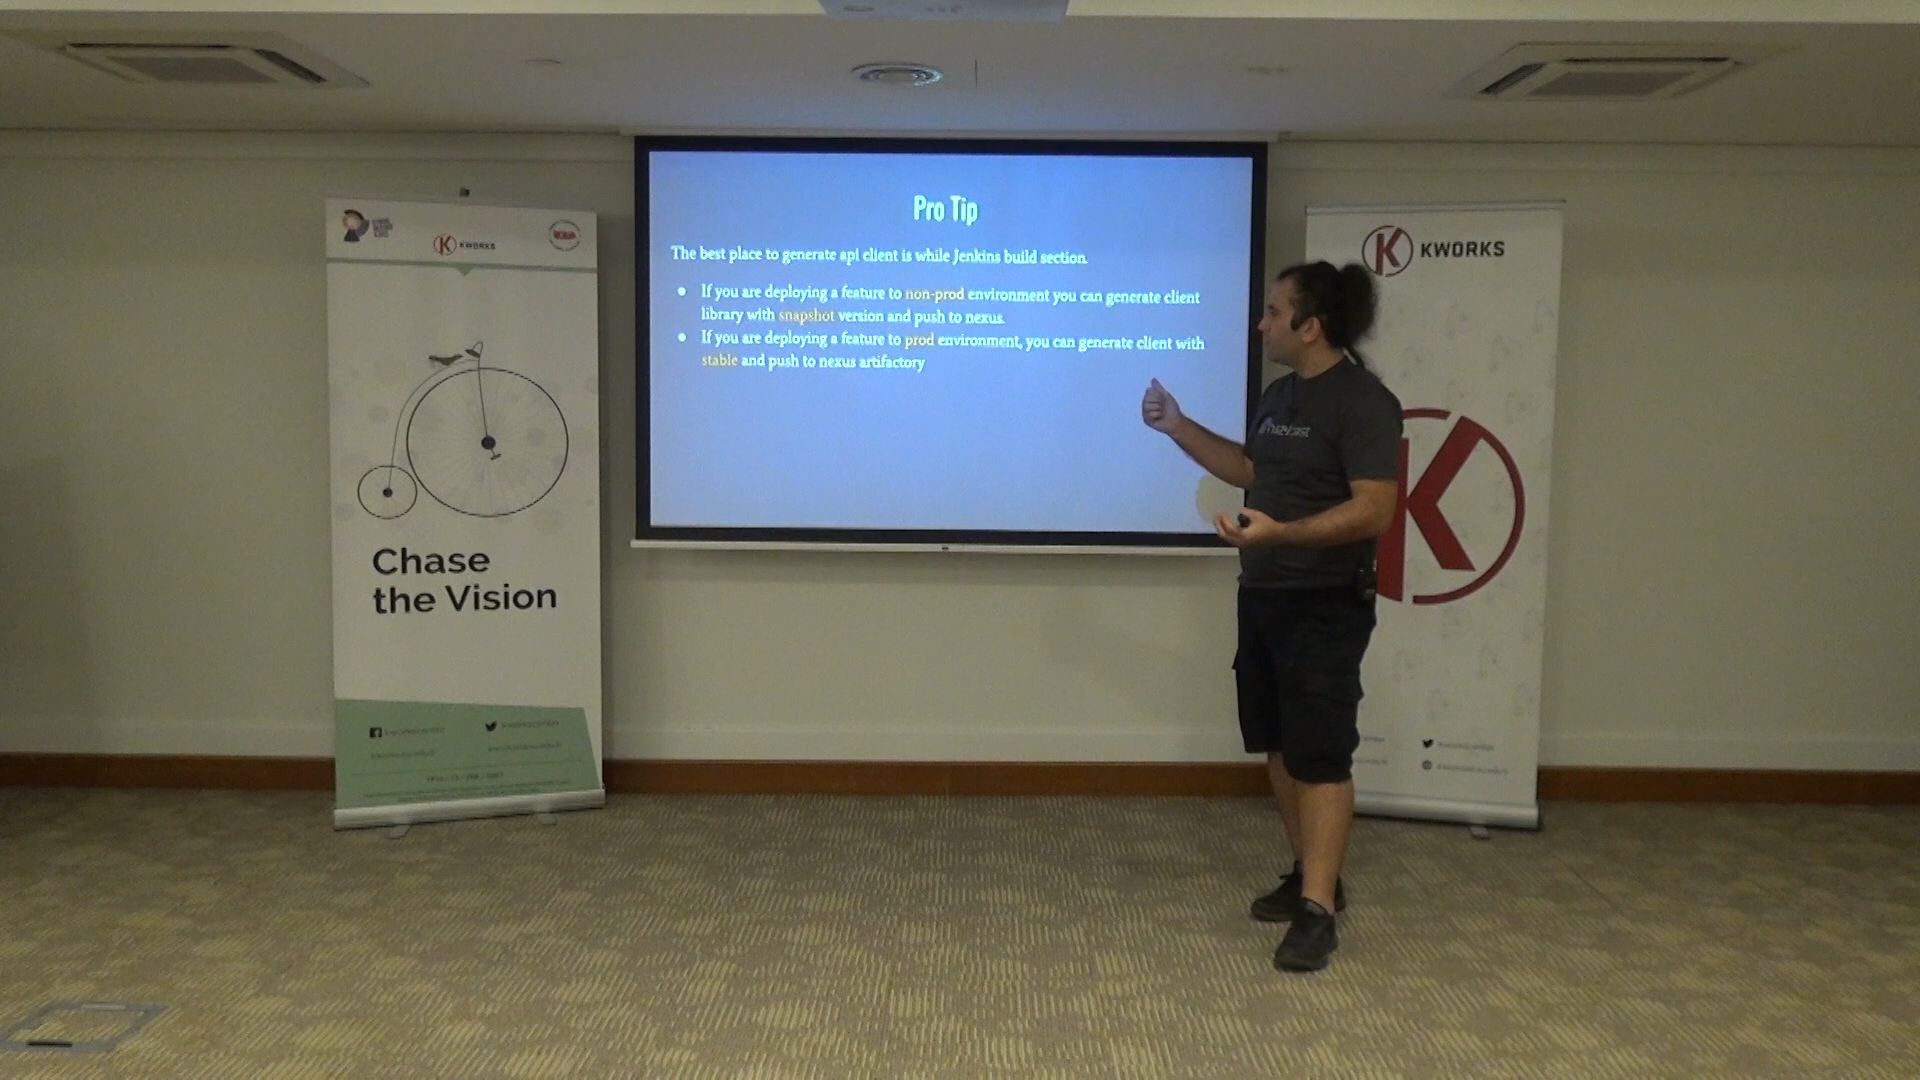 KWORKS
Chase
the Vision
Pro Tip
The best place to generate api client is while Jenkins build section.
● If you are deploying a feature to non-prod environment you can generate client
library with snapshot version and push to nexus.
● If you are deploying a feature to prod environment, you can generate client with
stable and push to nexus artifactory
K KWORKS
K